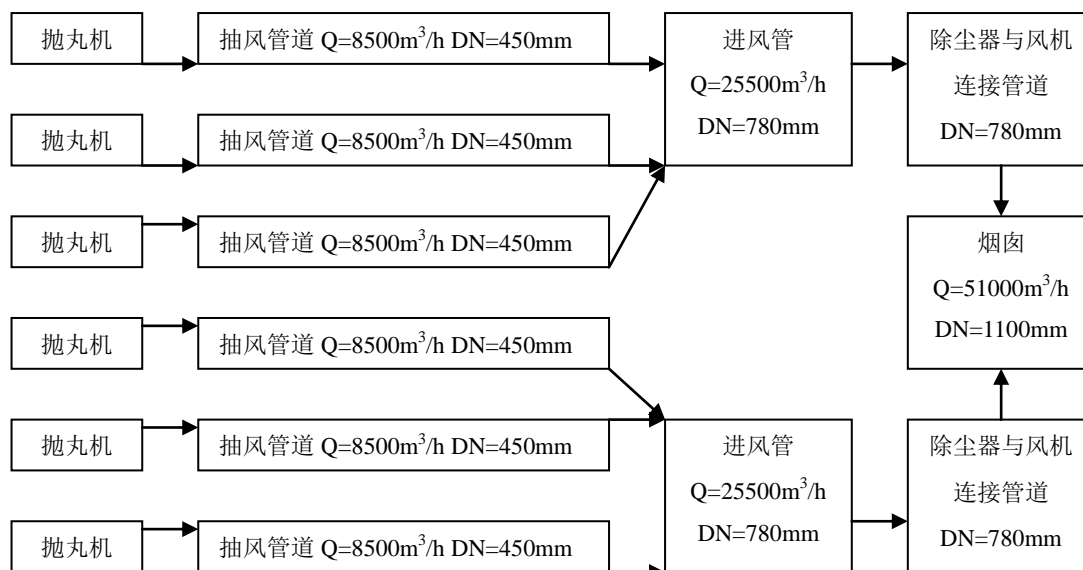 抛丸机
抽风管道 Q=8500m³/h DN=450mm
抛丸机
抽风管道 Q=8500m³/h DN=450mm
抛丸机
抽风管道 Q=8500m³/h DN=450mm
进风管
Q=25500m³/h
DN=780mm
除尘器与风机
连接管道
DN=780mm
烟囱
Q=51000m³/h
DN=1100mm
抛丸机
抽风管道 Q=8500m³/h DN=450mm
抛丸机
抽风管道 Q=8500m³/h DN=450mm
抛丸机
抽风管道 Q=8500m³/h DN=450mm
进风管
Q=25500m³/h
DN=780mm
除尘器与风机
连接管道
DN=780mm